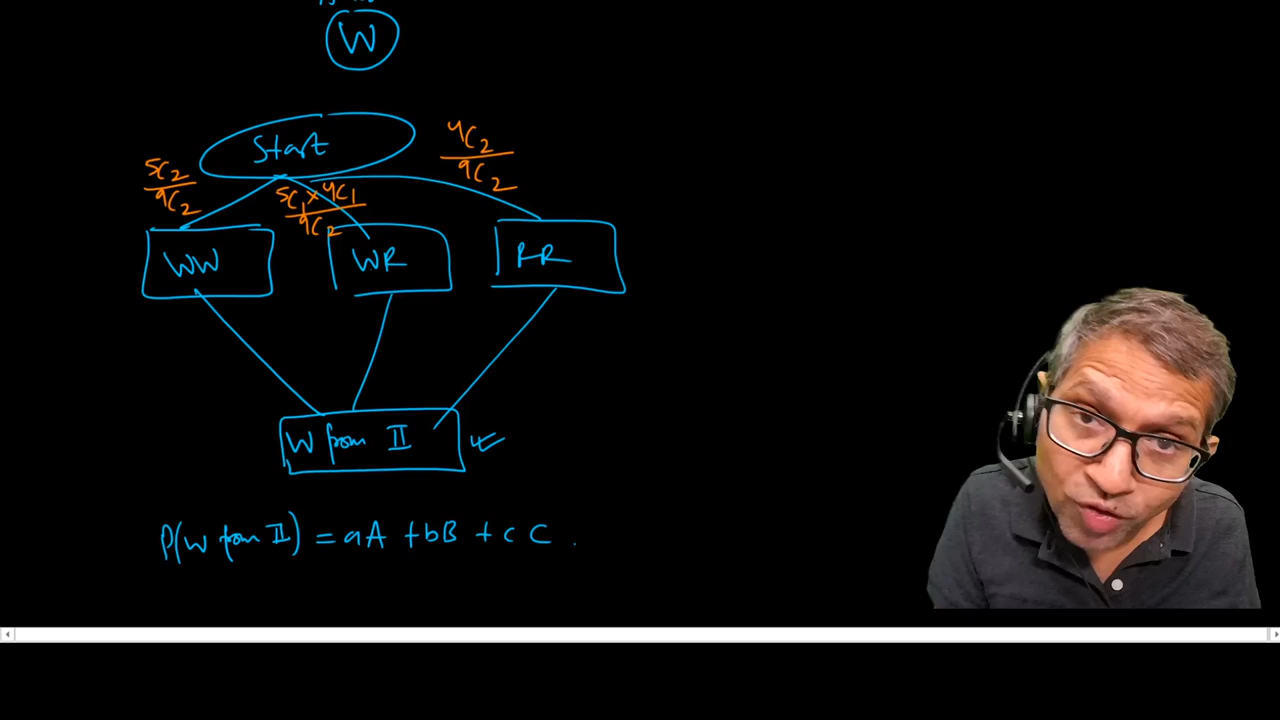 W
Start
5C2/9C2
5C1 × 4C1/9C2
4C2/9C2
WW
WR
RR
W from II
P(W from II) = aA + bB + cC .